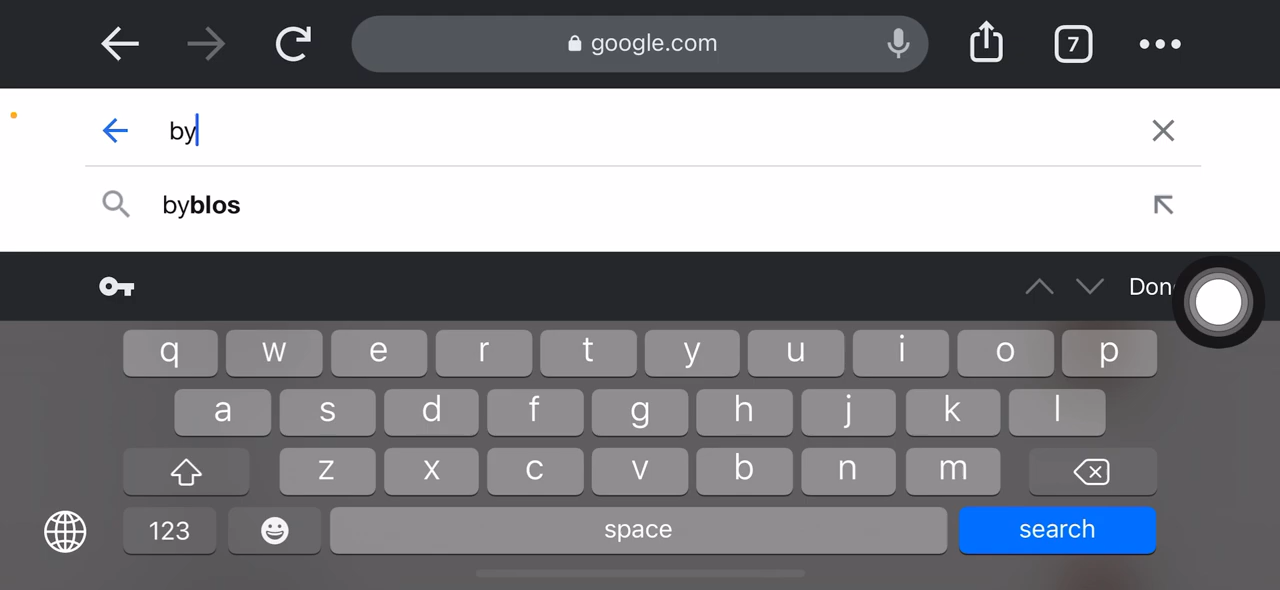 google.com 7
by
byblos
Don
q w e r t y u i o p
a s d f g h j k l
z x c v b n m
123 space search